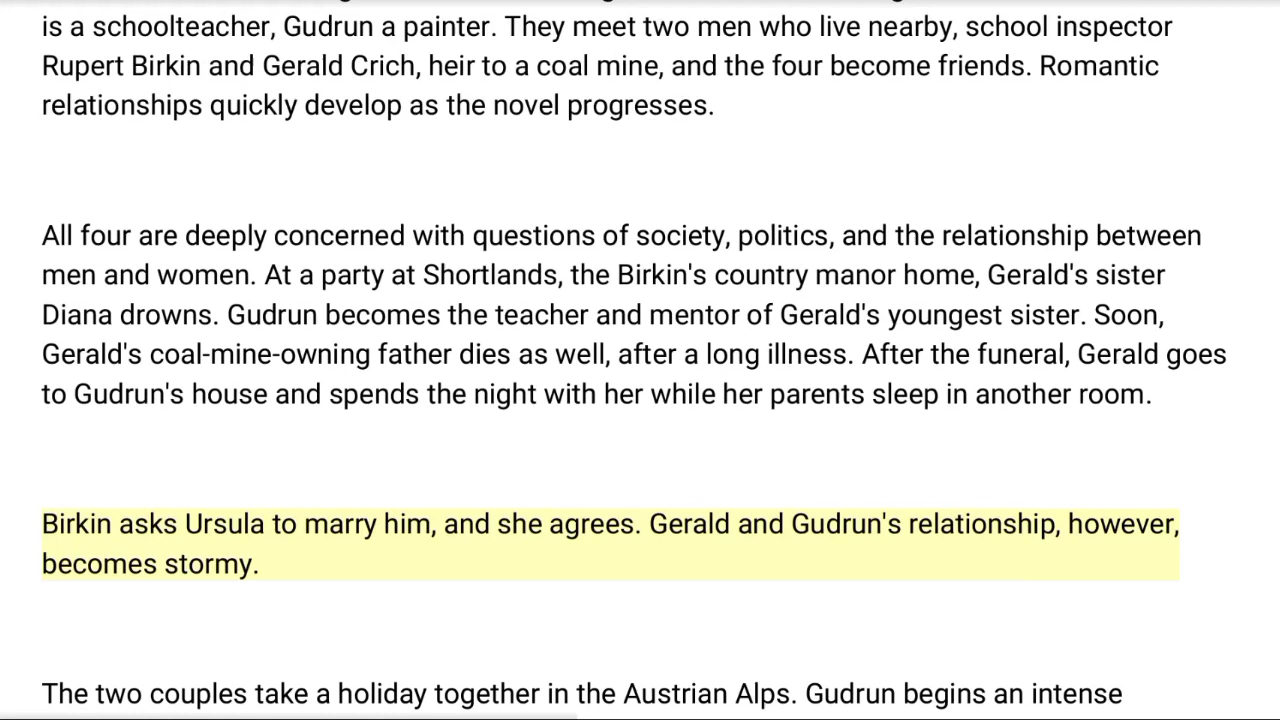 is a schoolteacher, Gudrun a painter. They meet two men who live nearby, school inspector
Rupert Birkin and Gerald Crich, heir to a coal mine, and the four become friends. Romantic
relationships quickly develop as the novel progresses.
All four are deeply concerned with questions of society, politics, and the relationship between
men and women. At a party at Shortlands, the Birkin's country manor home, Gerald's sister
Diana drowns. Gudrun becomes the teacher and mentor of Gerald's youngest sister. Soon,
Gerald's coal-mine-owning father dies as well, after a long illness. After the funeral, Gerald goes
to Gudrun's house and spends the night with her while her parents sleep in another room.
Birkin asks Ursula to marry him, and she agrees. Gerald and Gudrun's relationship, however,
becomes stormy.
The two couples take a holiday together in the Austrian Alps. Gudrun begins an intense